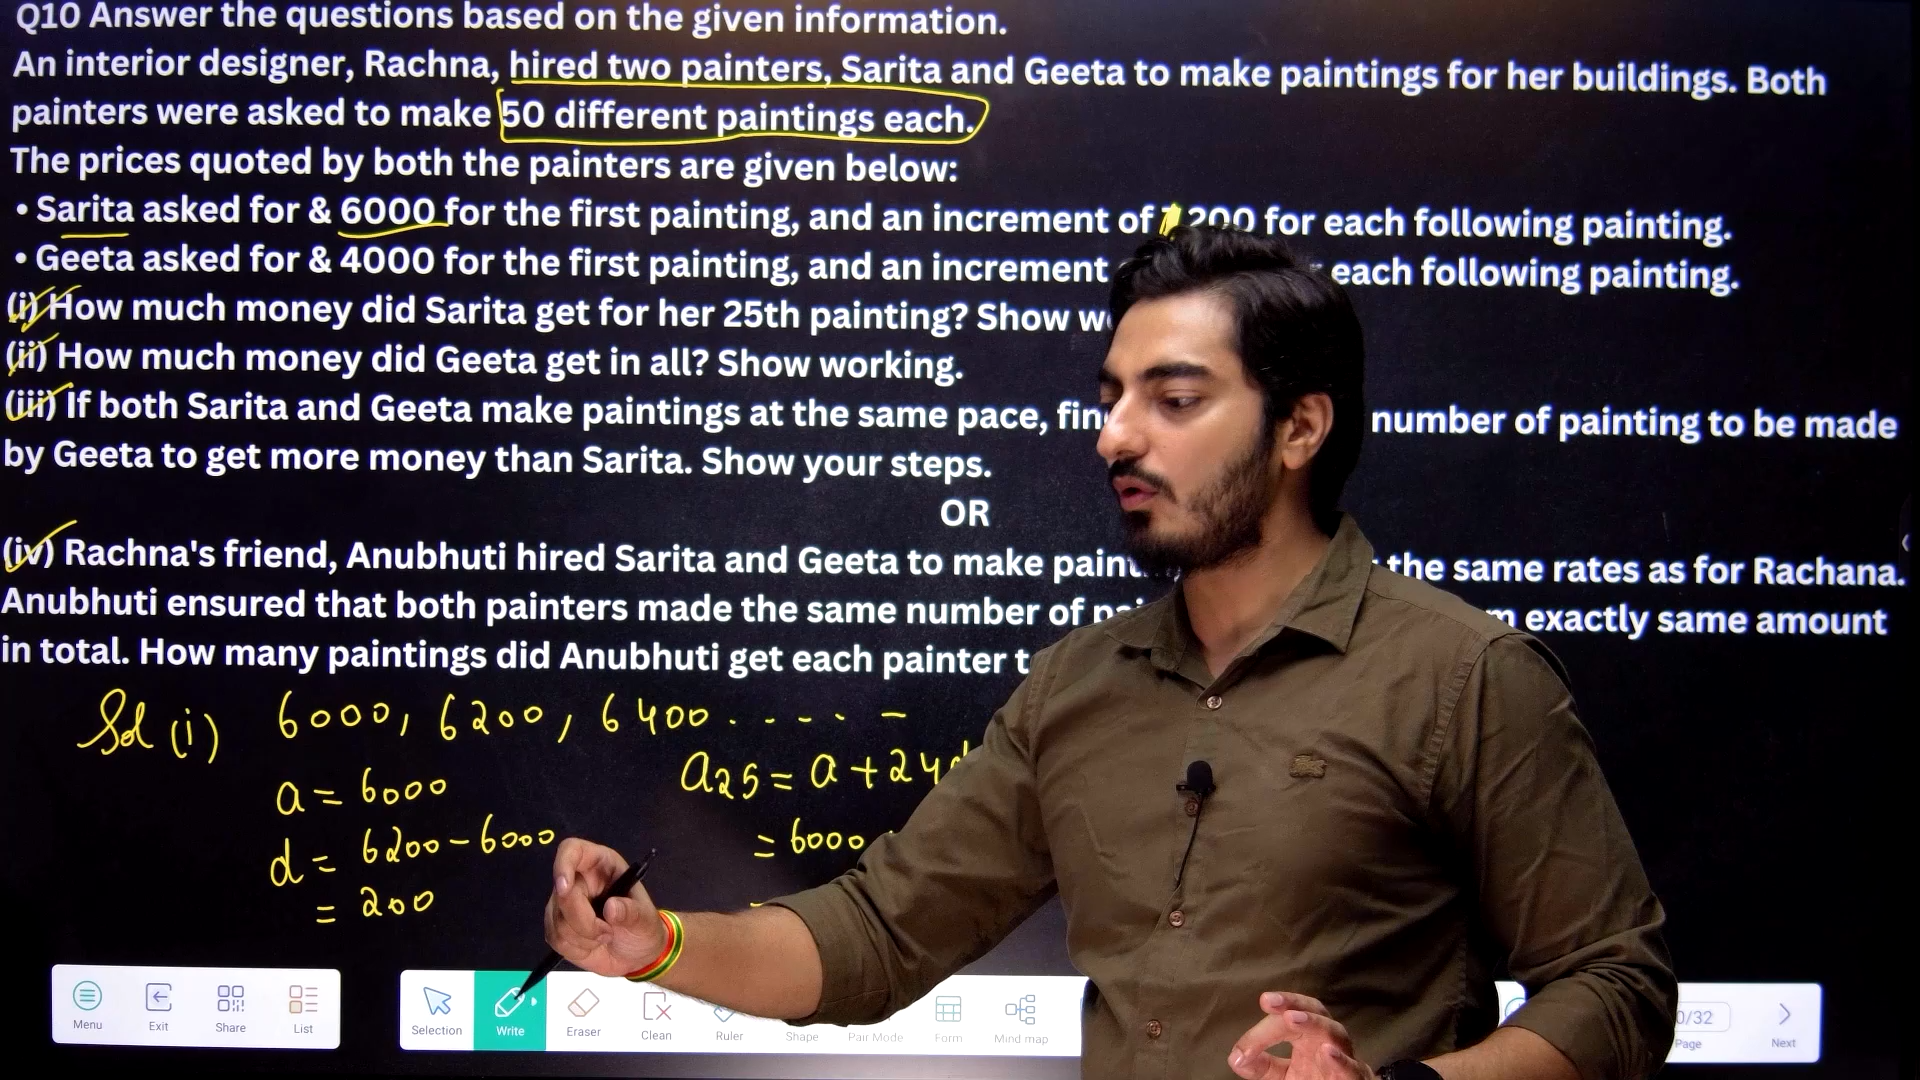 Q10 Answer the questions based on the given information.
An interior designer, Rachna, hired two painters, Sarita and Geeta to make paintings for her buildings. Both
painters were asked to make 50 different paintings each.
The prices quoted by both the painters are given below:
• Sarita asked for & 6000 for the first painting, and an increment of 200 for each following painting.
• Geeta asked for & 4000 for the first painting, and an increment each following painting.
(i) How much money did Sarita get for her 25th painting? Show
(ii) How much money did Geeta get in all? Show working.
(iii) If both Sarita and Geeta make paintings at the same pace, number of painting to be made
by Geeta to get more money than Sarita. Show your steps.
OR
(iv) Rachna's friend, Anubhuti hired Sarita and Geeta to make the same rates as for Rachana.
Anubhuti ensured that both painters made the same number of exactly same amount
in total. How many paintings did Anubhuti get each painter
Sol (i) 6000, 6200, 6400 . - - . -
a = 6000 a25 = a + 24d
d = 6200 - 6000 = 6000
= 200 =
Menu Exit Share List Selection Write Eraser Clean Ruler Shape Pair Mode Form Mind map Page Next
0/32